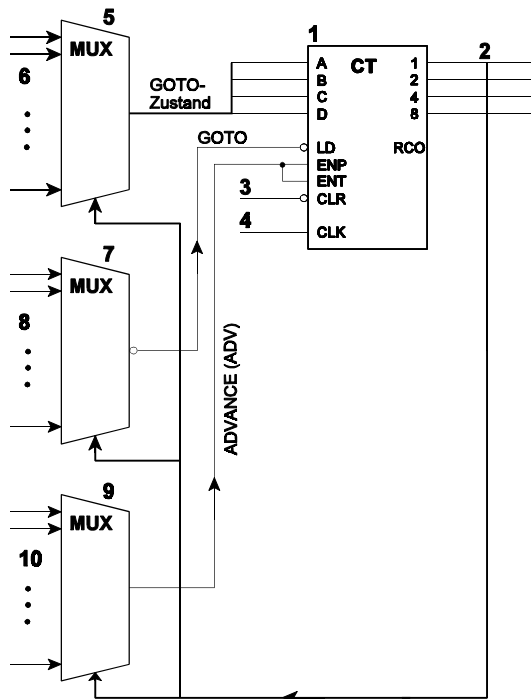 5
MUX
6
GOTO-
Zustand
1
CT
A
B
C
D
1
2
4
8
2
GOTO
LD
RCO
ENP
ENT
3
CLR
4
CLK
7
MUX
8
ADVANCE (ADV)
9
MUX
10